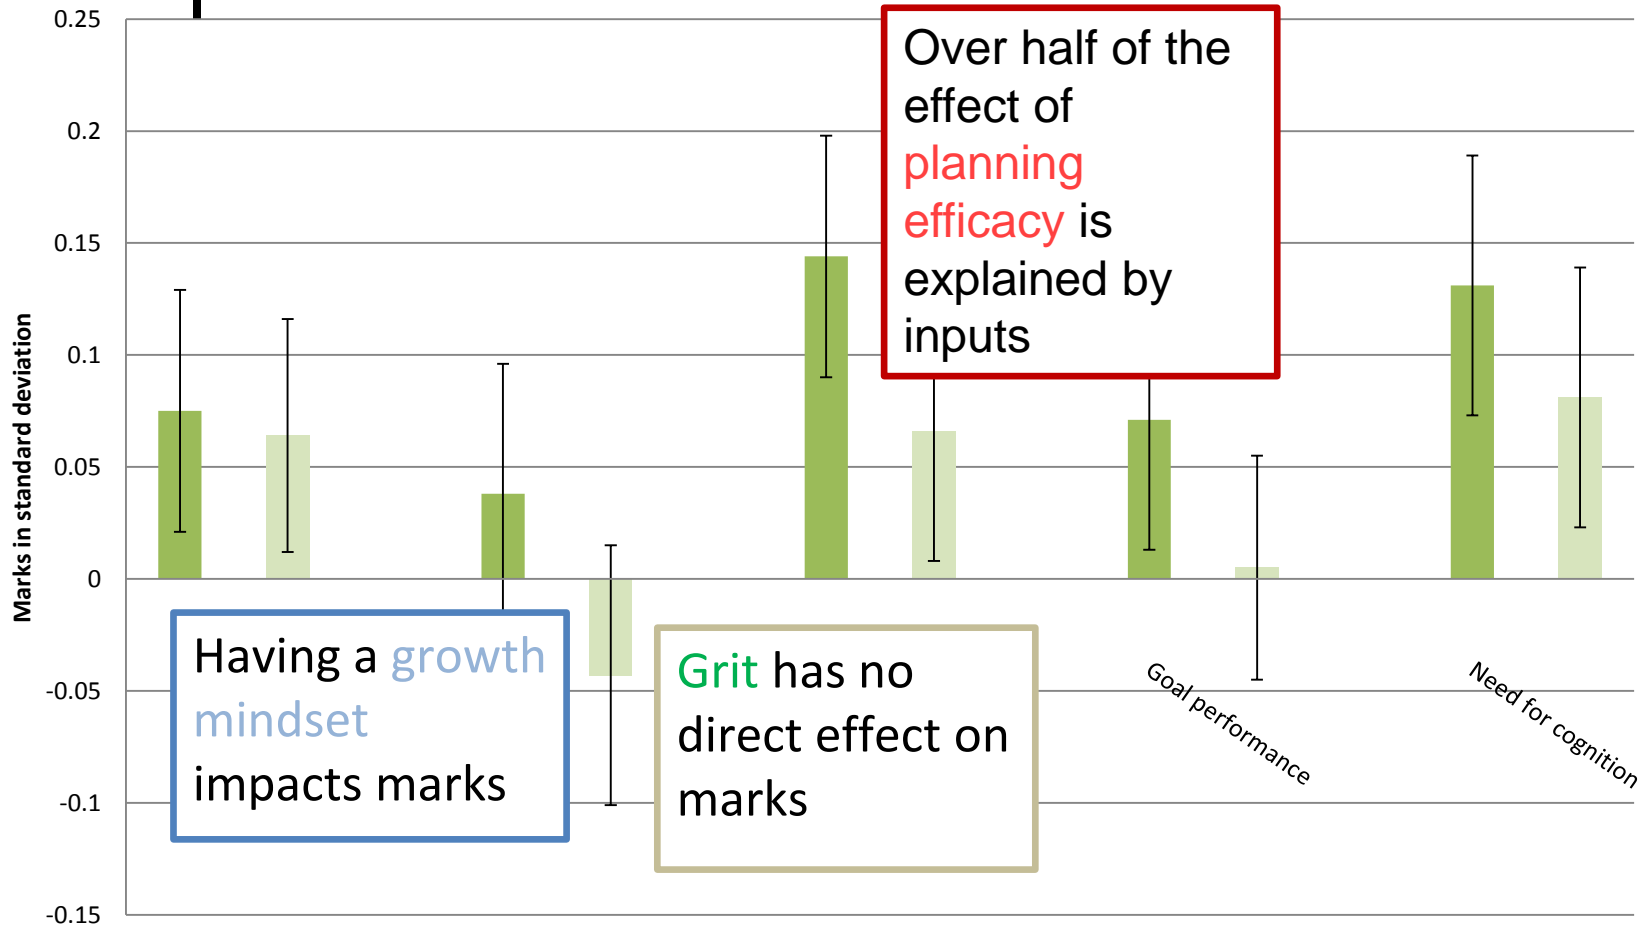 0.25
0.2
0.15
0.1
0.05
0
-0.05
-0.1
-0.15
Marks in standard deviation
Over half of the
effect of
planning
efficacy is
explained by
inputs
Having a growth
mindset
impacts marks
Grit has no
direct effect on
marks
Goal performance
Need for cognition